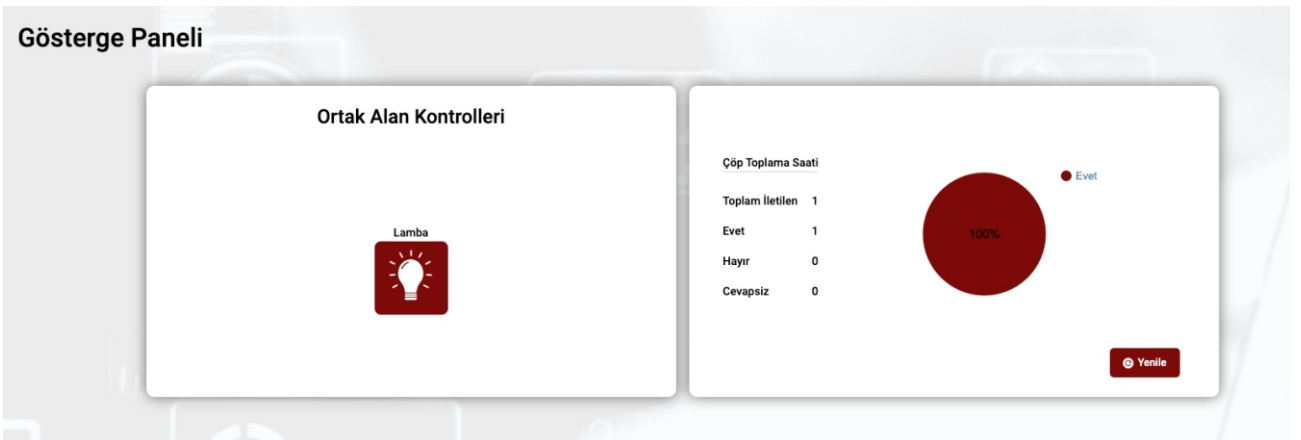 Gösterge Paneli
Ortak Alan Kontrolleri
Lamba
Çöp Toplama Saati
Toplam İletilen 1
Evet 1
Hayır 0
Cevapsiz 0
100%
Evet
Yenile